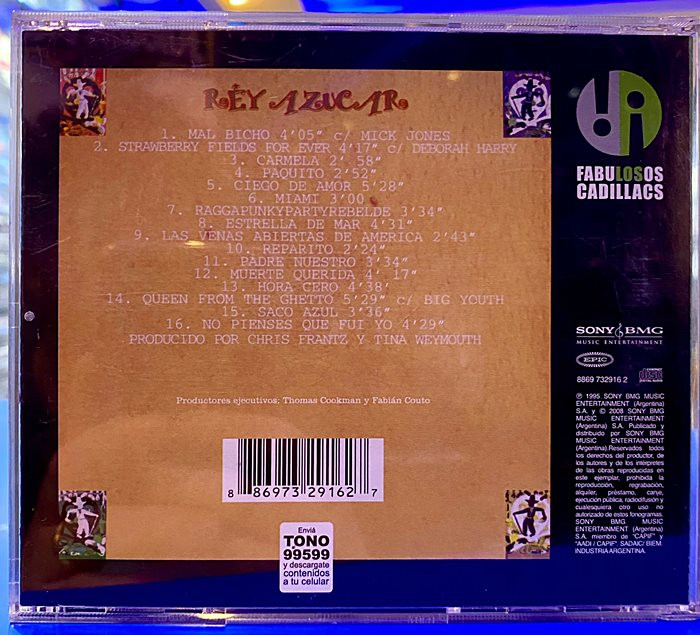 RÉY AZUCAR
1. MAL BICHO 4'05" c/ MICK JONES
2. STRAWBERRY FIELDS FOR EVER 4'17" c/ DEBORAH HARRY
3. CARMELA 2' 58"
4. PAQUITO 2'52"
5. CIEGO DE AMOR 5'28"
6. MIAMI 3'00
7. RAGGAPUNKYPARTYREBELDE 3'34"
8. ESTRELLA DE MAR 4'31"
9. LAS VENAS ABIERTAS DE AMERICA 2'43"
10. REPARITO 2'24"
11. PADRE NUESTRO 3'34"
12. MUERTE QUERIDA 4' 17"
13. HORA CERO 4'38'
14. QUEEN FROM THE GHETTO 5'29" c/ BIG YOUTH
15. SACO AZUL 3'36"
16. NO PIENSES QUE FUI YO 4'29"
PRODUCIDO POR CHRIS FRANTZ Y TINA WEYMOUTH
Productores ejecutivos: Thomas Cookman y Fabián Couto
8 86973 29162 7
Enviá
TONO
99599
y descargate
contenidos
a tu celular
di
FABULOSOS
CADILLACS
SONY BMG
MUSIC ENTERTAINMENT
EPIC
COMPACT
disc
DIGITAL AUDIO
8869 732916 2
℗ 1995 SONY BMG MUSIC
ENTERTAINMENT (Argentina)
S.A. y © 2008 SONY BMG
MUSIC ENTERTAINMENT
(Argentina) S.A. Publicado y
distribuido por SONY BMG
MUSIC ENTERTAINMENT
(Argentina).Reservados todos
los derechos del productor, de
los autores y de los intérpretes
de las obras reproducidas en
este ejemplar, prohibida la
reproducción, regrabación,
alquiler, préstamo, canje,
ejecución pública, radiodifusión y
cualesquiera otro uso no
autorizado de estos fonogramas.
SONY BMG MUSIC
ENTERTAINMENT (Argentina)
S.A. miembro de "CAPIF" y
"AADI / CAPIF", SADAIC/ BIEM.
INDUSTRIA ARGENTINA.